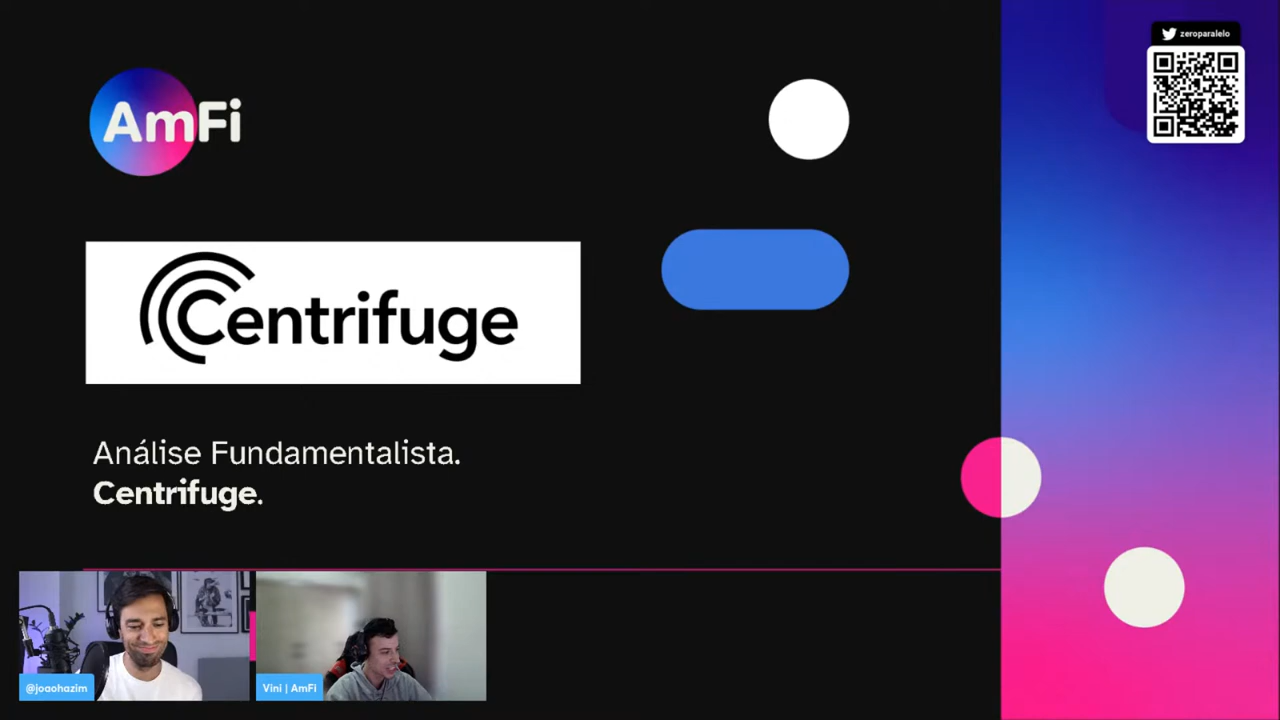 AmFi
zeroparalelo
Centrifuge
Análise Fundamentalista.
Centrifuge.
@joaohazim
Vini | AmFi